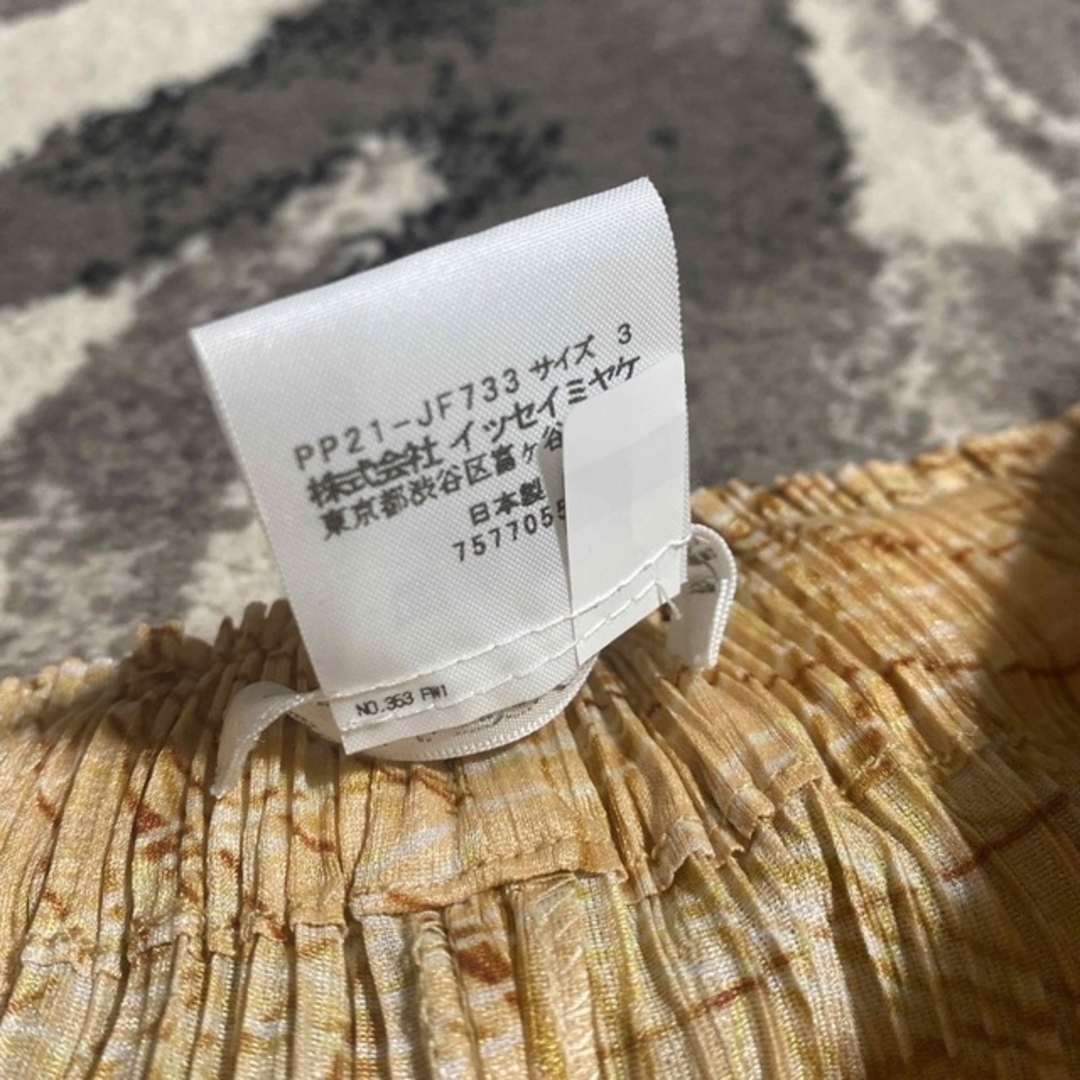 PP21-JF733 サイズ 3
株式会社 イッセイミヤケ
東京都渋谷区富ヶ谷
日本製
7577055
NO.353 FW1